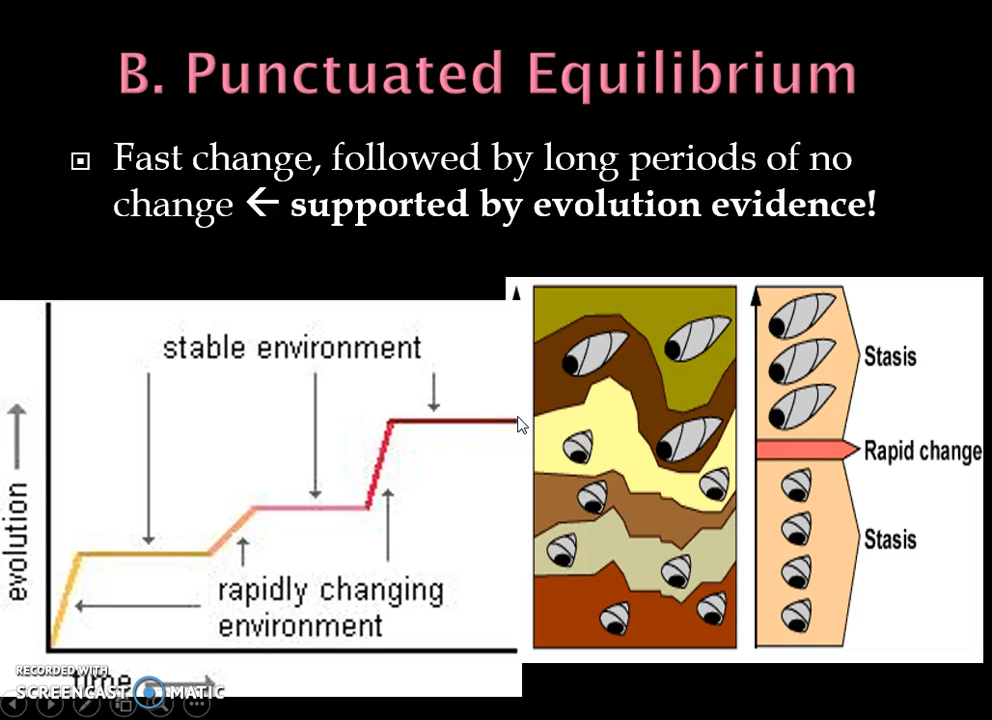 B. Punctuated Equilibrium
Fast change, followed by long periods of no
change ← supported by evolution evidence!
stable environment
evolution
rapidly changing
environment
time
Stasis
Rapid change
Stasis
RECORDED WITH
SCREENCAST MATIC